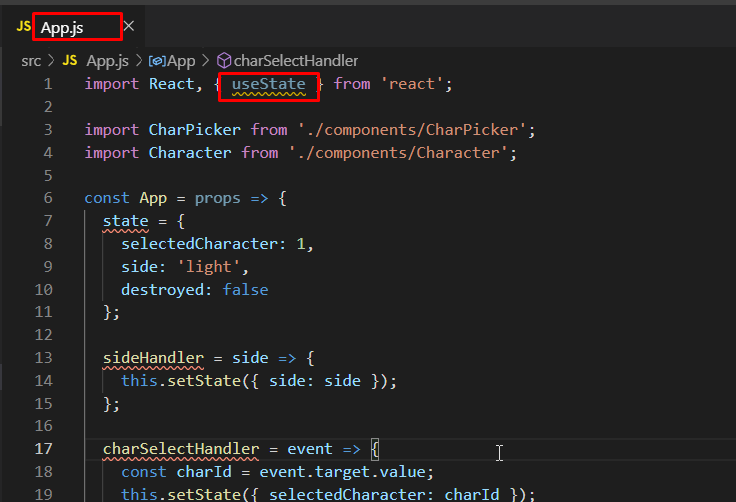 JS App.js
src > JS App.js > App > charSelectHandler
1 import React, { useState } from 'react';
2
3 import CharPicker from './components/CharPicker';
4 import Character from './components/Character';
5
6 const App = props => {
7 state = {
8 selectedCharacter: 1,
9 side: 'light',
10 destroyed: false
11 };
12
13 sideHandler = side => {
14 this.setState({ side: side });
15 };
16
17 charSelectHandler = event => {
18 const charId = event.target.value;
19 this.setState({ selectedCharacter: charId });